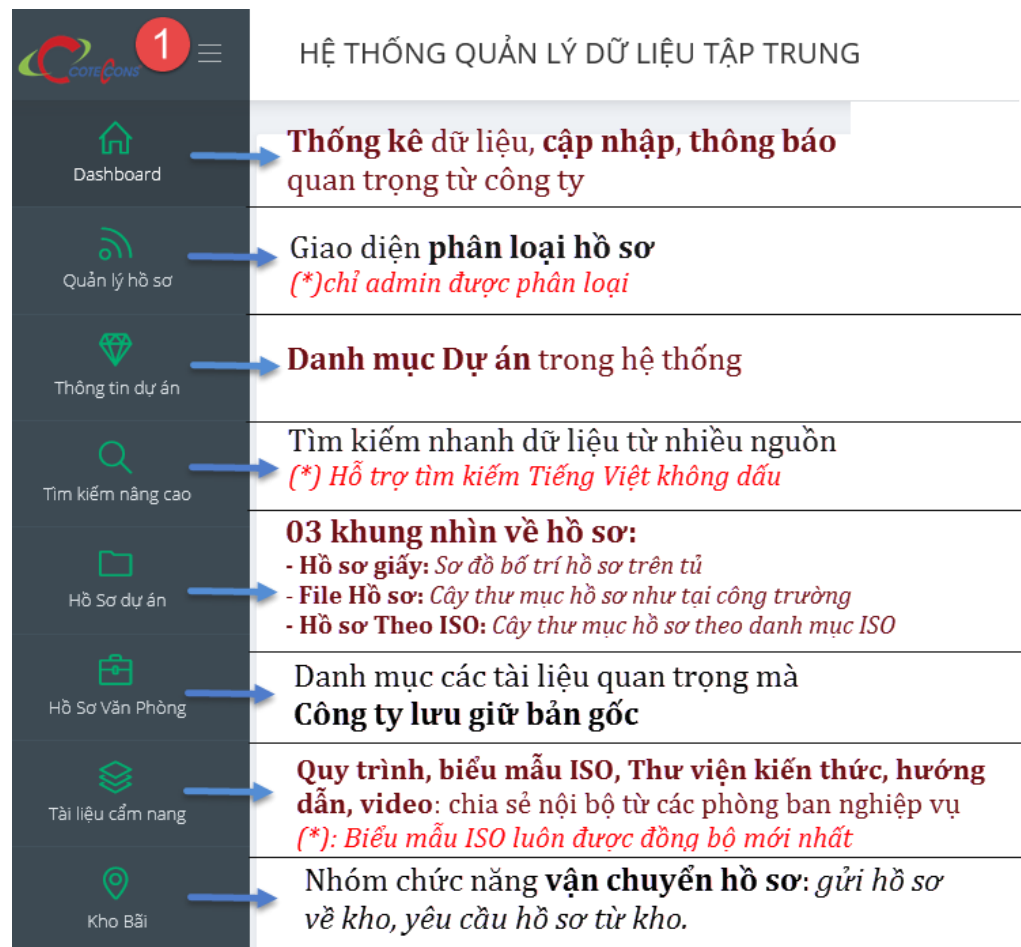 COTECCONS
1
HỆ THỐNG QUẢN LÝ DỮ LIỆU TẬP TRUNG
Dashboard
Thống kê dữ liệu, cập nhập, thông báo
quan trọng từ công ty
Quản lý hồ sơ
Giao diện phân loại hồ sơ
(*)chỉ admin được phân loại
Thông tin dự án
Danh mục Dự án trong hệ thống
Tìm kiếm nâng cao
Tìm kiếm nhanh dữ liệu từ nhiều nguồn
(*) Hỗ trợ tìm kiếm Tiếng Việt không dấu
Hồ Sơ dự án
03 khung nhìn về hồ sơ:
- Hồ sơ giấy: Sơ đồ bố trí hồ sơ trên tủ
- File Hồ sơ: Cây thư mục hồ sơ như tại công trường
- Hồ sơ Theo ISO: Cây thư mục hồ sơ theo danh mục ISO
Hồ Sơ Văn Phòng
Danh mục các tài liệu quan trọng mà
Công ty lưu giữ bản gốc
Tài liệu cẩm nang
Quy trình, biểu mẫu ISO, Thư viện kiến thức, hướng
dẫn, video: chia sẻ nội bộ từ các phòng ban nghiệp vụ
(*): Biểu mẫu ISO luôn được đồng bộ mới nhất
Kho Bãi
Nhóm chức năng vận chuyển hồ sơ: gửi hồ sơ
về kho, yêu cầu hồ sơ từ kho.